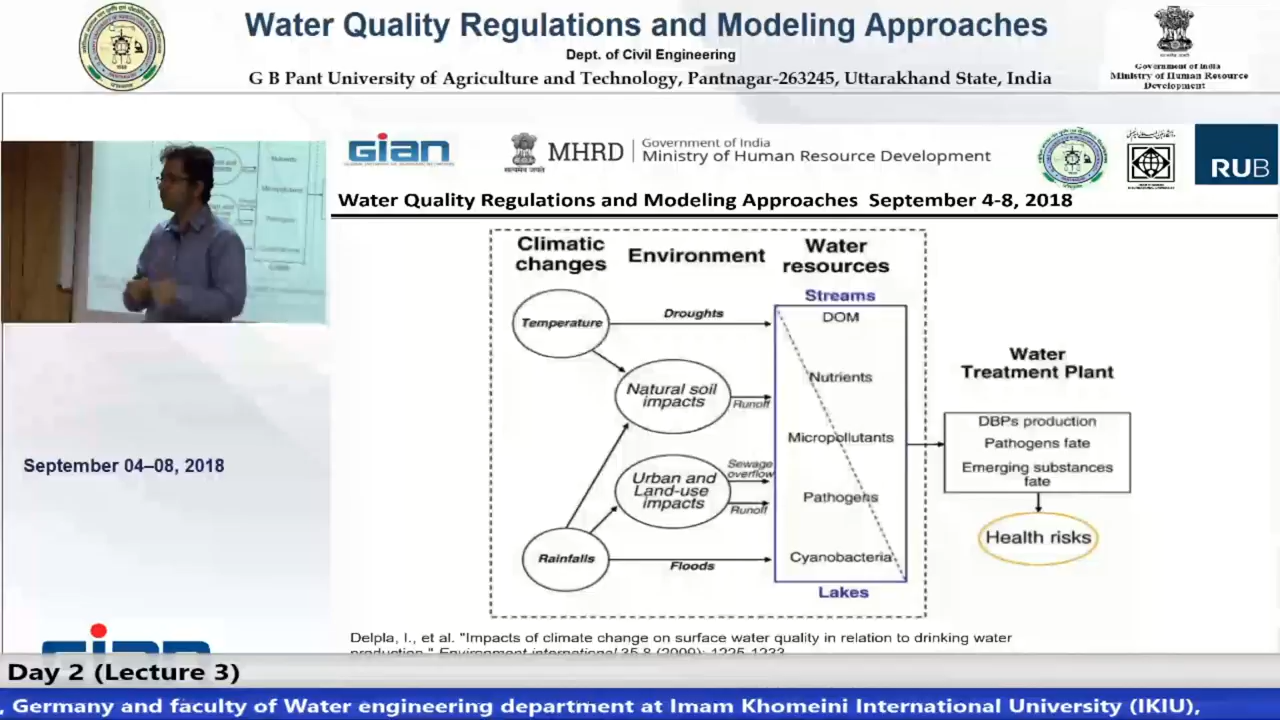 Water Quality Regulations and Modeling Approaches
Dept. of Civil Engineering
G B Pant University of Agriculture and Technology, Pantnagar-263245, Uttarakhand State, India
Government of India
Ministry of Human Resource
Development
GIAN
सत्यमेव जयते
MHRD
Government of India
Ministry of Human Resource Development
RUB
Water Quality Regulations and Modeling Approaches September 4-8, 2018
Climatic changes
Environment
Water resources
Streams
Temperature
Droughts
DOM
Natural soil impacts
Runoff
Nutrients
Micropollutants
Urban and Land-use impacts
Sewage overflow
Runoff
Pathogens
Rainfalls
Floods
Cyanobacteria
Lakes
Water
Treatment Plant
DBPs production
Pathogens fate
Emerging substances
fate
Health risks
September 04–08, 2018
Delpla, I., et al. "Impacts of climate change on surface water quality in relation to drinking water
production." Environment international 35.8 (2009): 1225-1233
GIAN
Day 2 (Lecture 3)
, Germany and faculty of Water engineering department at Imam Khomeini International University (IKIU),